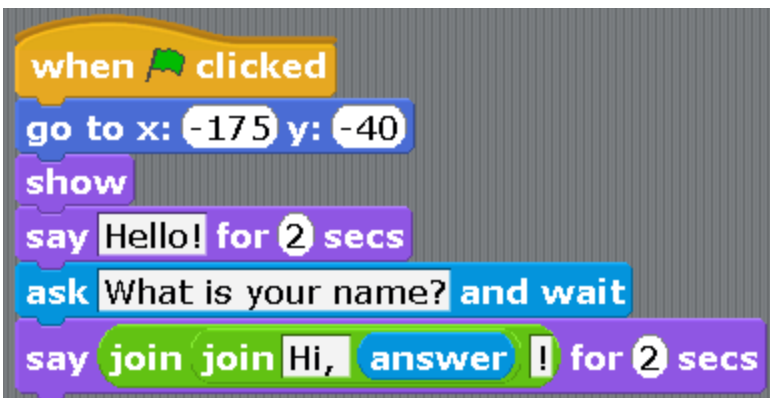 when clicked
go to x: -175 y: -40
show
say Hello! for 2 secs
ask What is your name? and wait
say join join Hi, answer ! for 2 secs